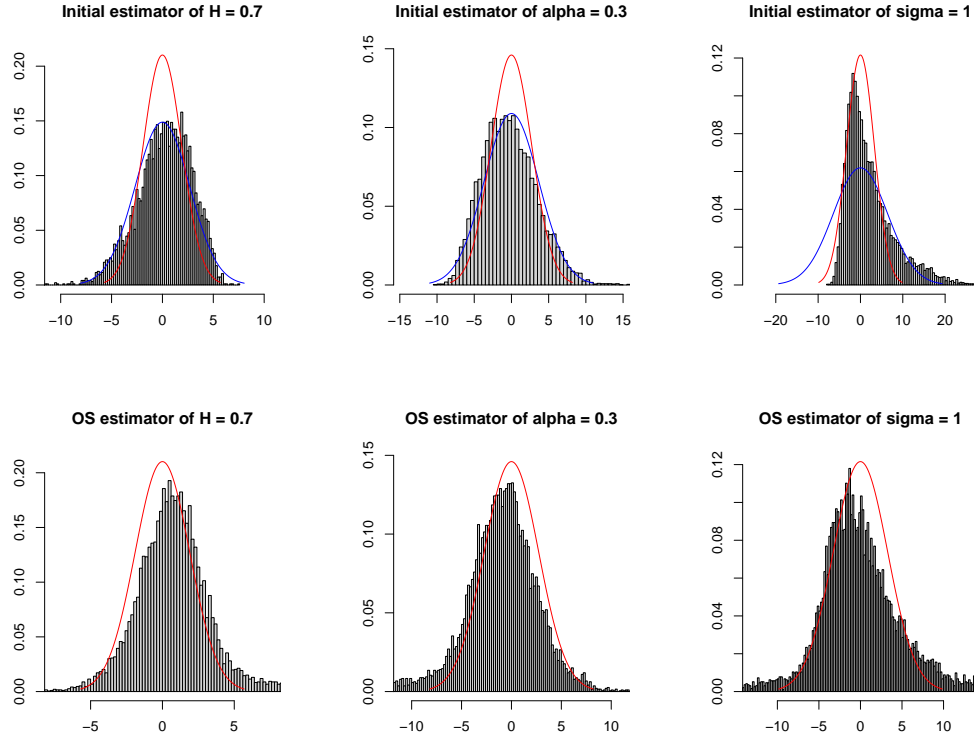 Initial estimator of H = 0.7
Initial estimator of alpha = 0.3
Initial estimator of sigma = 1
0.00 0.05 0.10 0.15 0.20
−10 −5 0 5 10
0.00 0.05 0.10 0.15
−15 −10 −5 0 5 10 15
0.00 0.04 0.08 0.12
−20 −10 0 10 20
OS estimator of H = 0.7
OS estimator of alpha = 0.3
OS estimator of sigma = 1
0.00 0.05 0.10 0.15 0.20
−5 0 5
0.00 0.05 0.10 0.15
−10 −5 0 5 10
0.00 0.04 0.08 0.12
−10 −5 0 5 10